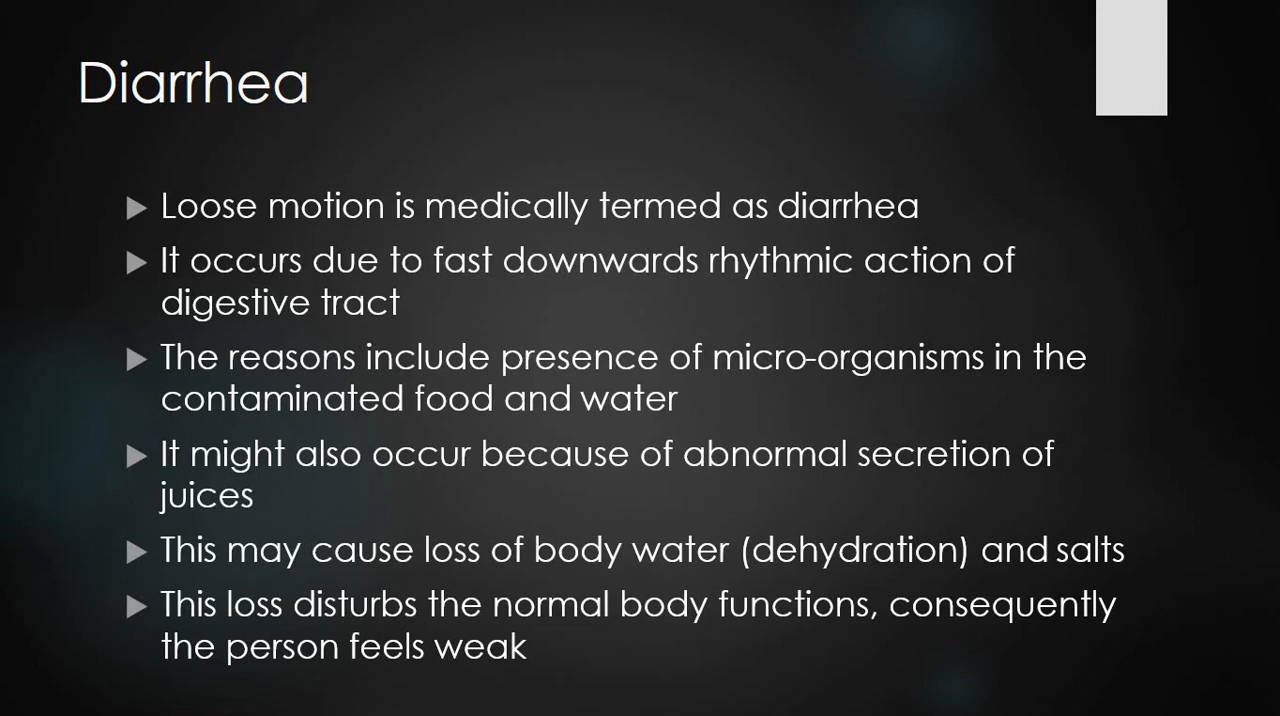 Diarrhea
Loose motion is medically termed as diarrhea
It occurs due to fast downwards rhythmic action of
digestive tract
The reasons include presence of micro-organisms in the
contaminated food and water
It might also occur because of abnormal secretion of
juices
This may cause loss of body water (dehydration) and salts
This loss disturbs the normal body functions, consequently
the person feels weak